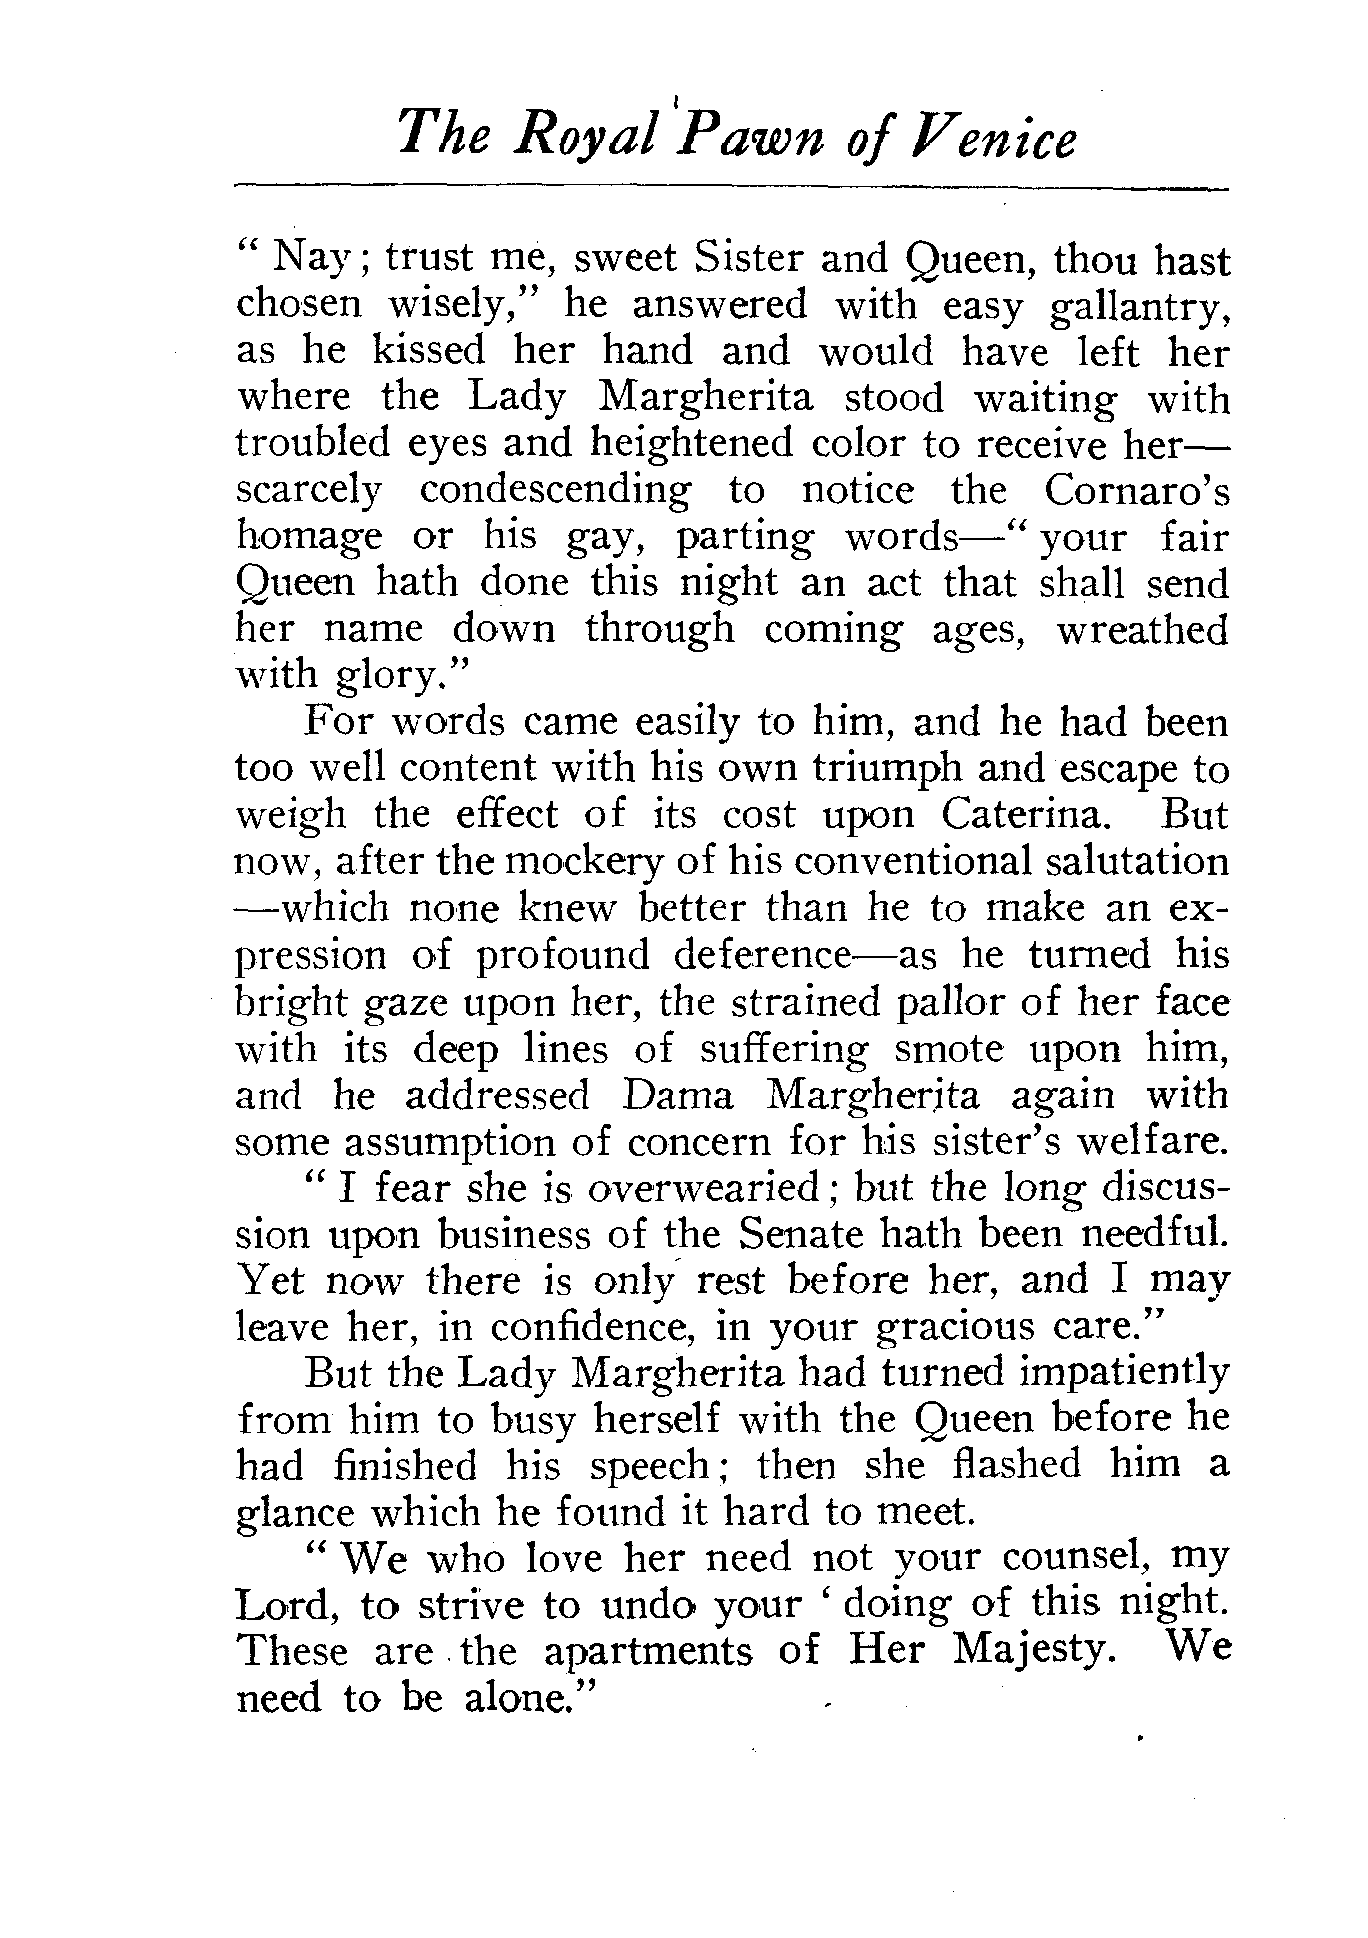 The Royal Pawn of Venice
“ Nay; trust me, sweet Sister and Queen, thou hast
chosen wisely,” he answered with easy gallantry,
as he kissed her hand and would have left her
where the Lady Margherita stood waiting with
troubled eyes and heightened color to receive her—
scarcely condescending to notice the Cornaro’s
homage or his gay, parting words—“ your fair
Queen hath done this night an act that shall send
her name down through coming ages, wreathed
with glory.”
For words came easily to him, and he had been
too well content with his own triumph and escape to
weigh the effect of its cost upon Caterina. But
now, after the mockery of his conventional salutation
—which none knew better than he to make an ex-
pression of profound deference—as he turned his
bright gaze upon her, the strained pallor of her face
with its deep lines of suffering smote upon him,
and he addressed Dama Margherita again with
some assumption of concern for his sister’s welfare.
“ I fear she is overwearied; but the long discus-
sion upon business of the Senate hath been needful.
Yet now there is only rest before her, and I may
leave her, in confidence, in your gracious care.”
But the Lady Margherita had turned impatiently
from him to busy herself with the Queen before he
had finished his speech; then she flashed him a
glance which he found it hard to meet.
“ We who love her need not your counsel, my
Lord, to strive to undo your ‘ doing of this night.
These are the apartments of Her Majesty. We
need to be alone.”